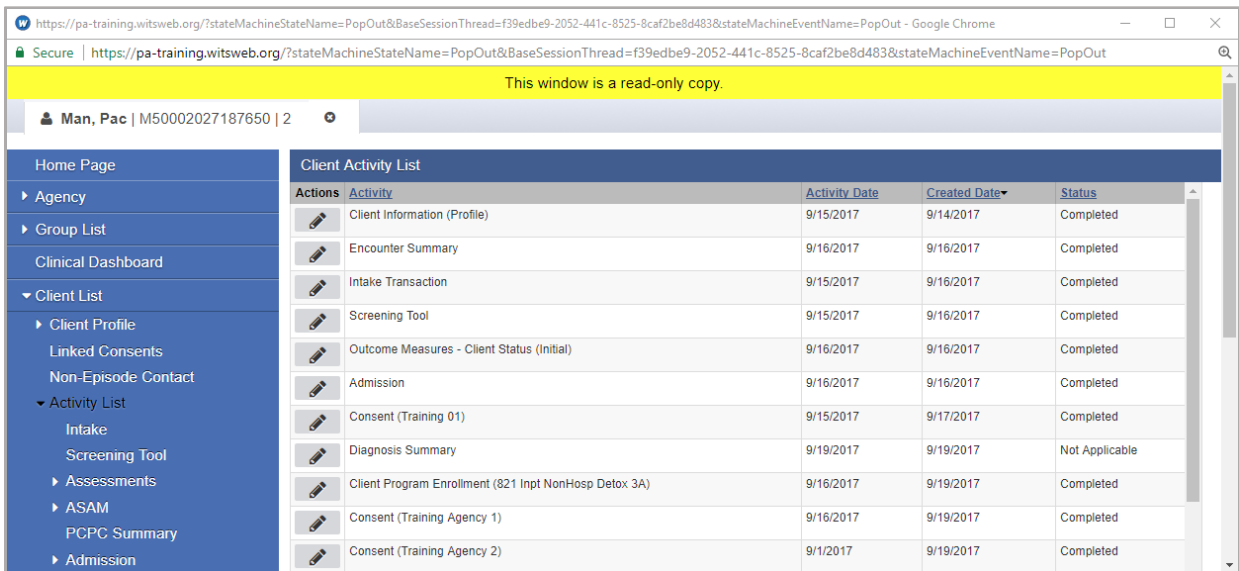 https://pa-training.witsweb.org/?stateMachineStateName=PopOut&BaseSessionThread=f39edbe9-2052-441c-8525-8caf2be8d483&stateMachineEventName=PopOut - Google Chrome
Secure | https://pa-training.witsweb.org/?stateMachineStateName=PopOut&BaseSessionThread=f39edbe9-2052-441c-8525-8caf2be8d483&stateMachineEventName=PopOut
This window is a read-only copy.
Man, Pac | M50002027187650 | 2
Home Page
Agency
Group List
Clinical Dashboard
Client List
Client Profile
Linked Consents
Non-Episode Contact
Activity List
Intake
Screening Tool
Assessments
ASAM
PCPC Summary
Admission
Client Activity List
Actions Activity Activity Date Created Date Status
Client Information (Profile) 9/15/2017 9/14/2017 Completed
Encounter Summary 9/16/2017 9/16/2017 Completed
Intake Transaction 9/15/2017 9/16/2017 Completed
Screening Tool 9/15/2017 9/16/2017 Completed
Outcome Measures - Client Status (Initial) 9/16/2017 9/16/2017 Completed
Admission 9/16/2017 9/16/2017 Completed
Consent (Training 01) 9/15/2017 9/17/2017 Completed
Diagnosis Summary 9/19/2017 9/19/2017 Not Applicable
Client Program Enrollment (821 Inpt NonHosp Detox 3A) 9/16/2017 9/19/2017 Completed
Consent (Training Agency 1) 9/16/2017 9/19/2017 Completed
Consent (Training Agency 2) 9/1/2017 9/19/2017 Completed